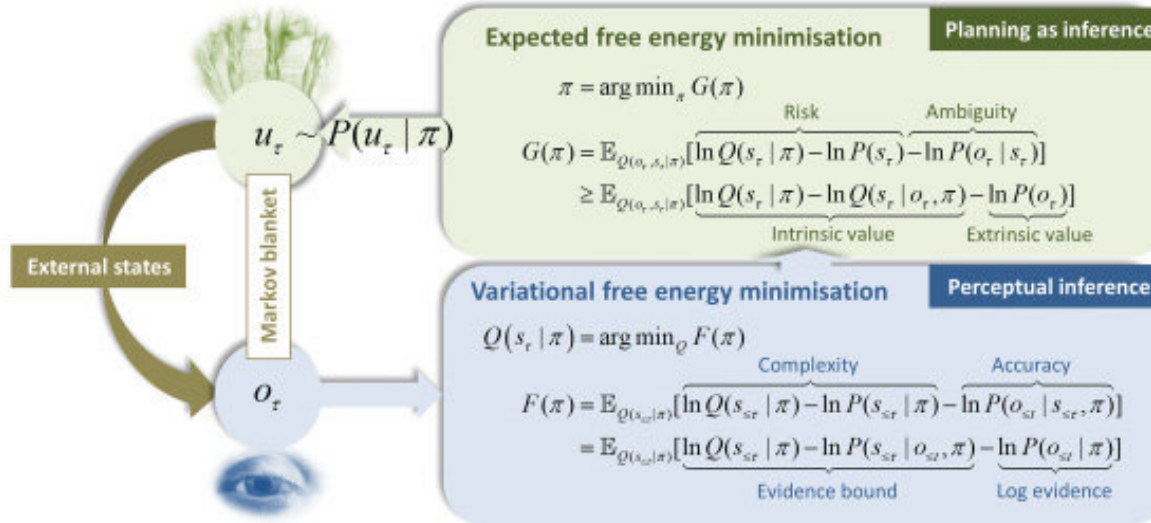 Expected free energy minimisation
Planning as inference
π = arg min_π G(π)
Risk
Ambiguity
G(π) = 𝔼_{Q(o_τ, s_τ|π)}[ln Q(s_τ | π) − ln P(s_τ) − ln P(o_τ | s_τ)]
≥ 𝔼_{Q(o_τ, s_τ|π)}[ln Q(s_τ | π) − ln Q(s_τ | o_τ, π) − ln P(o_τ)]
Intrinsic value
Extrinsic value
u_τ ~ P(u_τ | π)
External states
Markov blanket
o_τ
Variational free energy minimisation
Perceptual inference
Q(s_τ | π) = arg min_Q F(π)
Complexity
Accuracy
F(π) = 𝔼_{Q(s_{≤τ}|π)}[ln Q(s_{≤τ} | π) − ln P(s_{≤τ} | π) − ln P(o_{≤t} | s_{≤τ}, π)]
= 𝔼_{Q(s_{≤τ}|π)}[ln Q(s_{≤τ} | π) − ln P(s_{≤τ} | o_{≤t}, π) − ln P(o_{≤t} | π)]
Evidence bound
Log evidence